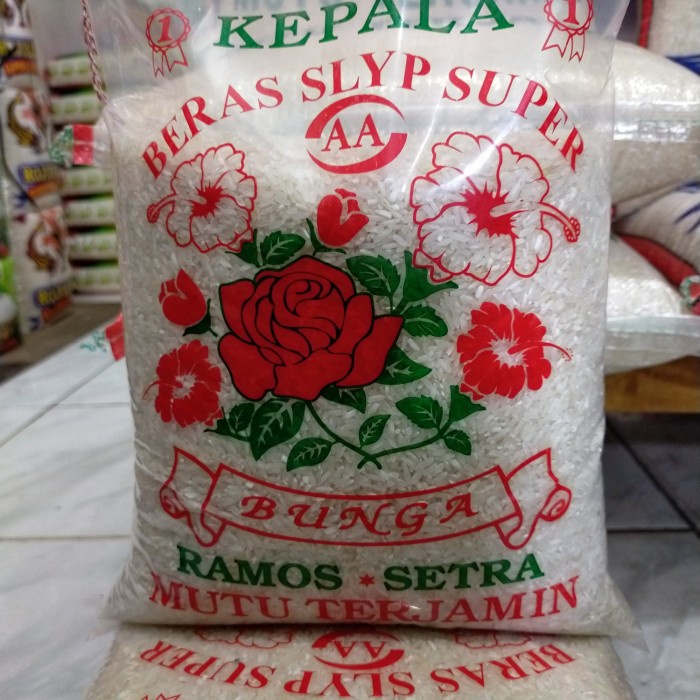 1 KEPALA 1
BERAS SLYP SUPER
AA
BUNGA
RAMOS * SETRA
MUTU TERJAMIN
AA
BERAS SLYP SUPER